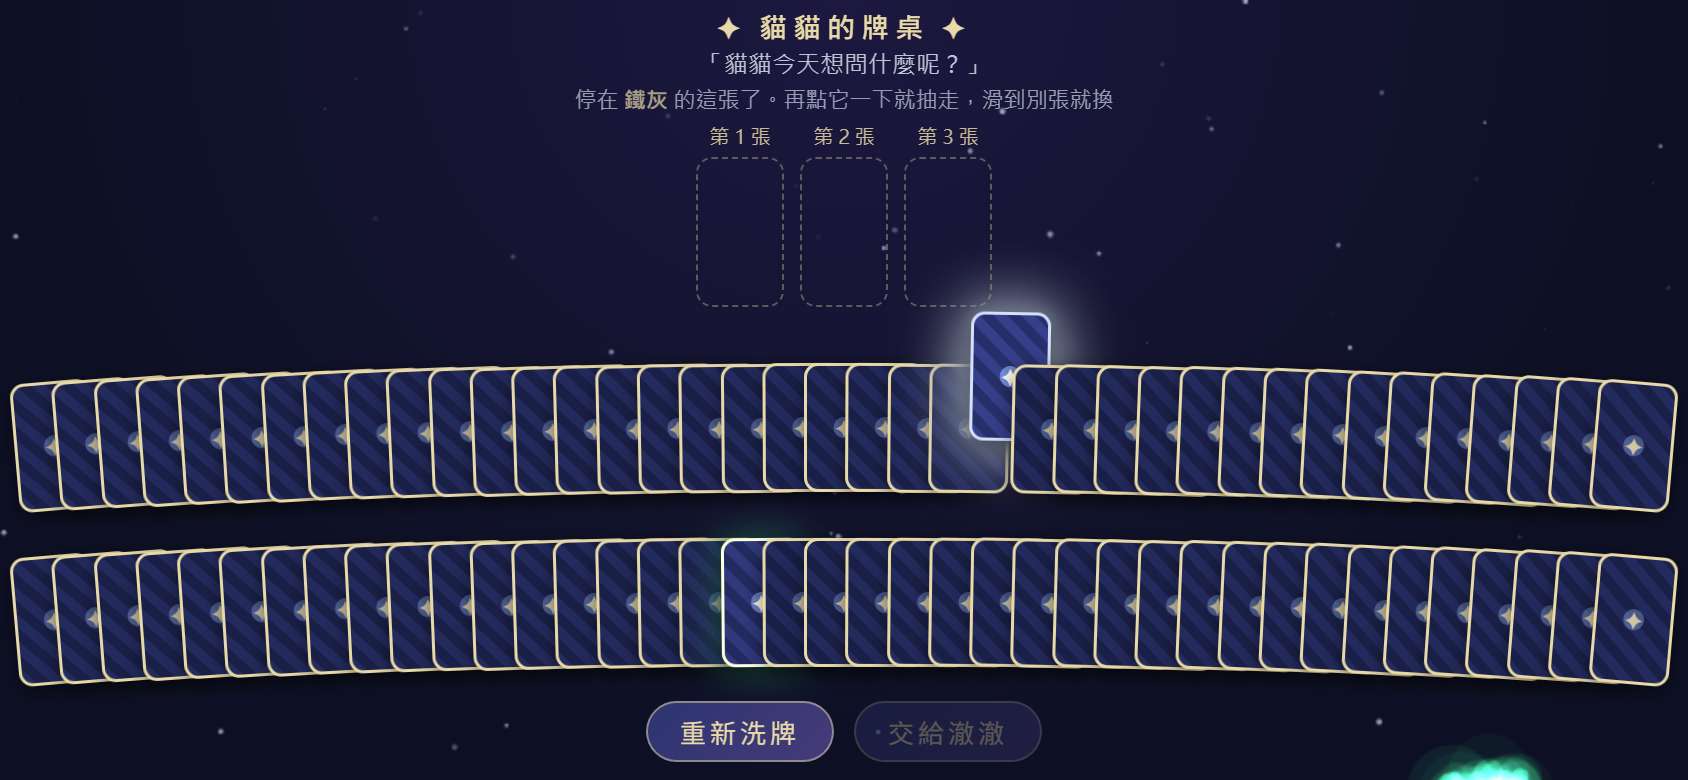 ✦ 貓貓的牌桌 ✦
「貓貓今天想問什麼呢？」
停在 鐵灰 的這張了。再點它一下就抽走，滑到別張就換
第 1 張 第 2 張 第 3 張
重新洗牌 交給澈澈